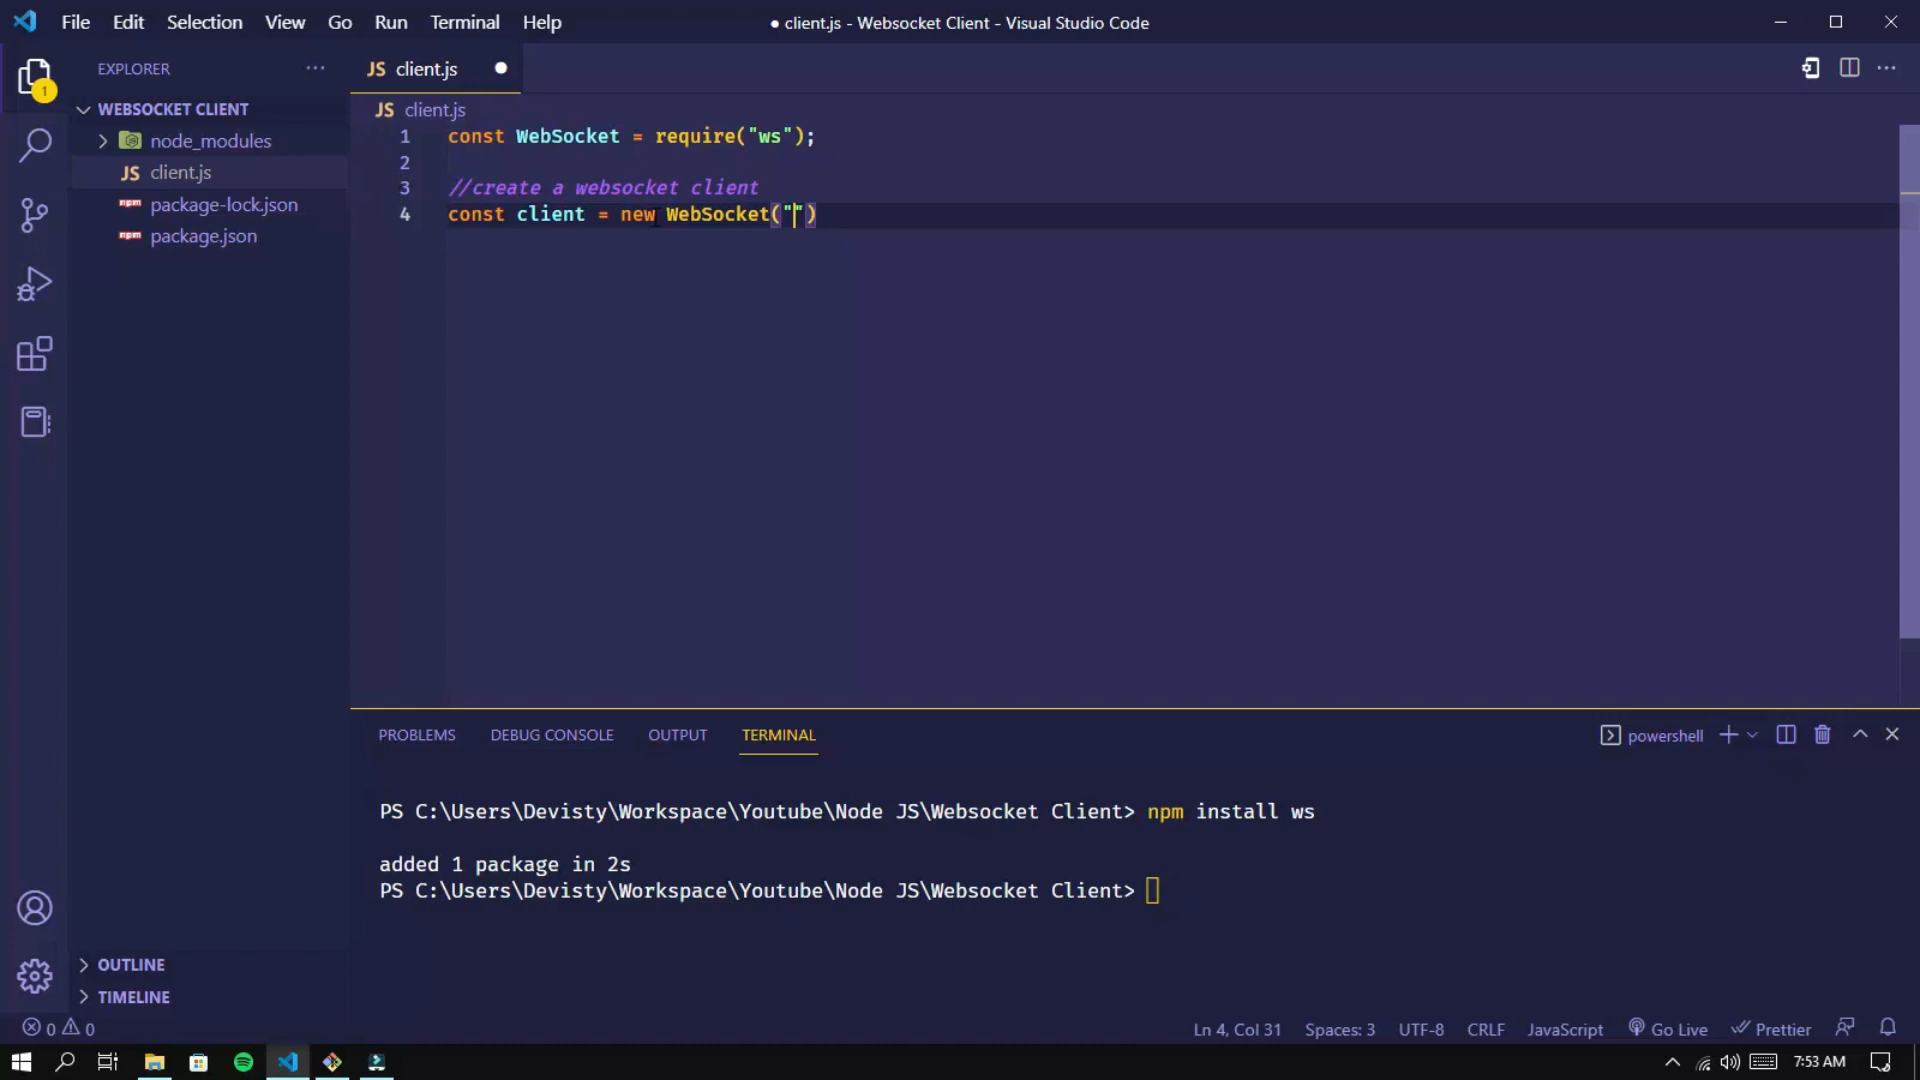 File Edit Selection View Go Run Terminal Help
● client.js - Websocket Client - Visual Studio Code
EXPLORER
JS client.js
1
WEBSOCKET CLIENT
node_modules
JS client.js
npm package-lock.json
npm package.json
JS client.js
1 const WebSocket = require("ws");
2
3 //create a websocket client
4 const client = new WebSocket("")
PROBLEMS DEBUG CONSOLE OUTPUT TERMINAL
powershell
PS C:\Users\Devisty\Workspace\Youtube\Node JS\Websocket Client> npm install ws
added 1 package in 2s
PS C:\Users\Devisty\Workspace\Youtube\Node JS\Websocket Client>
OUTLINE
TIMELINE
0 0
Ln 4, Col 31 Spaces: 3 UTF-8 CRLF JavaScript Go Live Prettier
7:53 AM